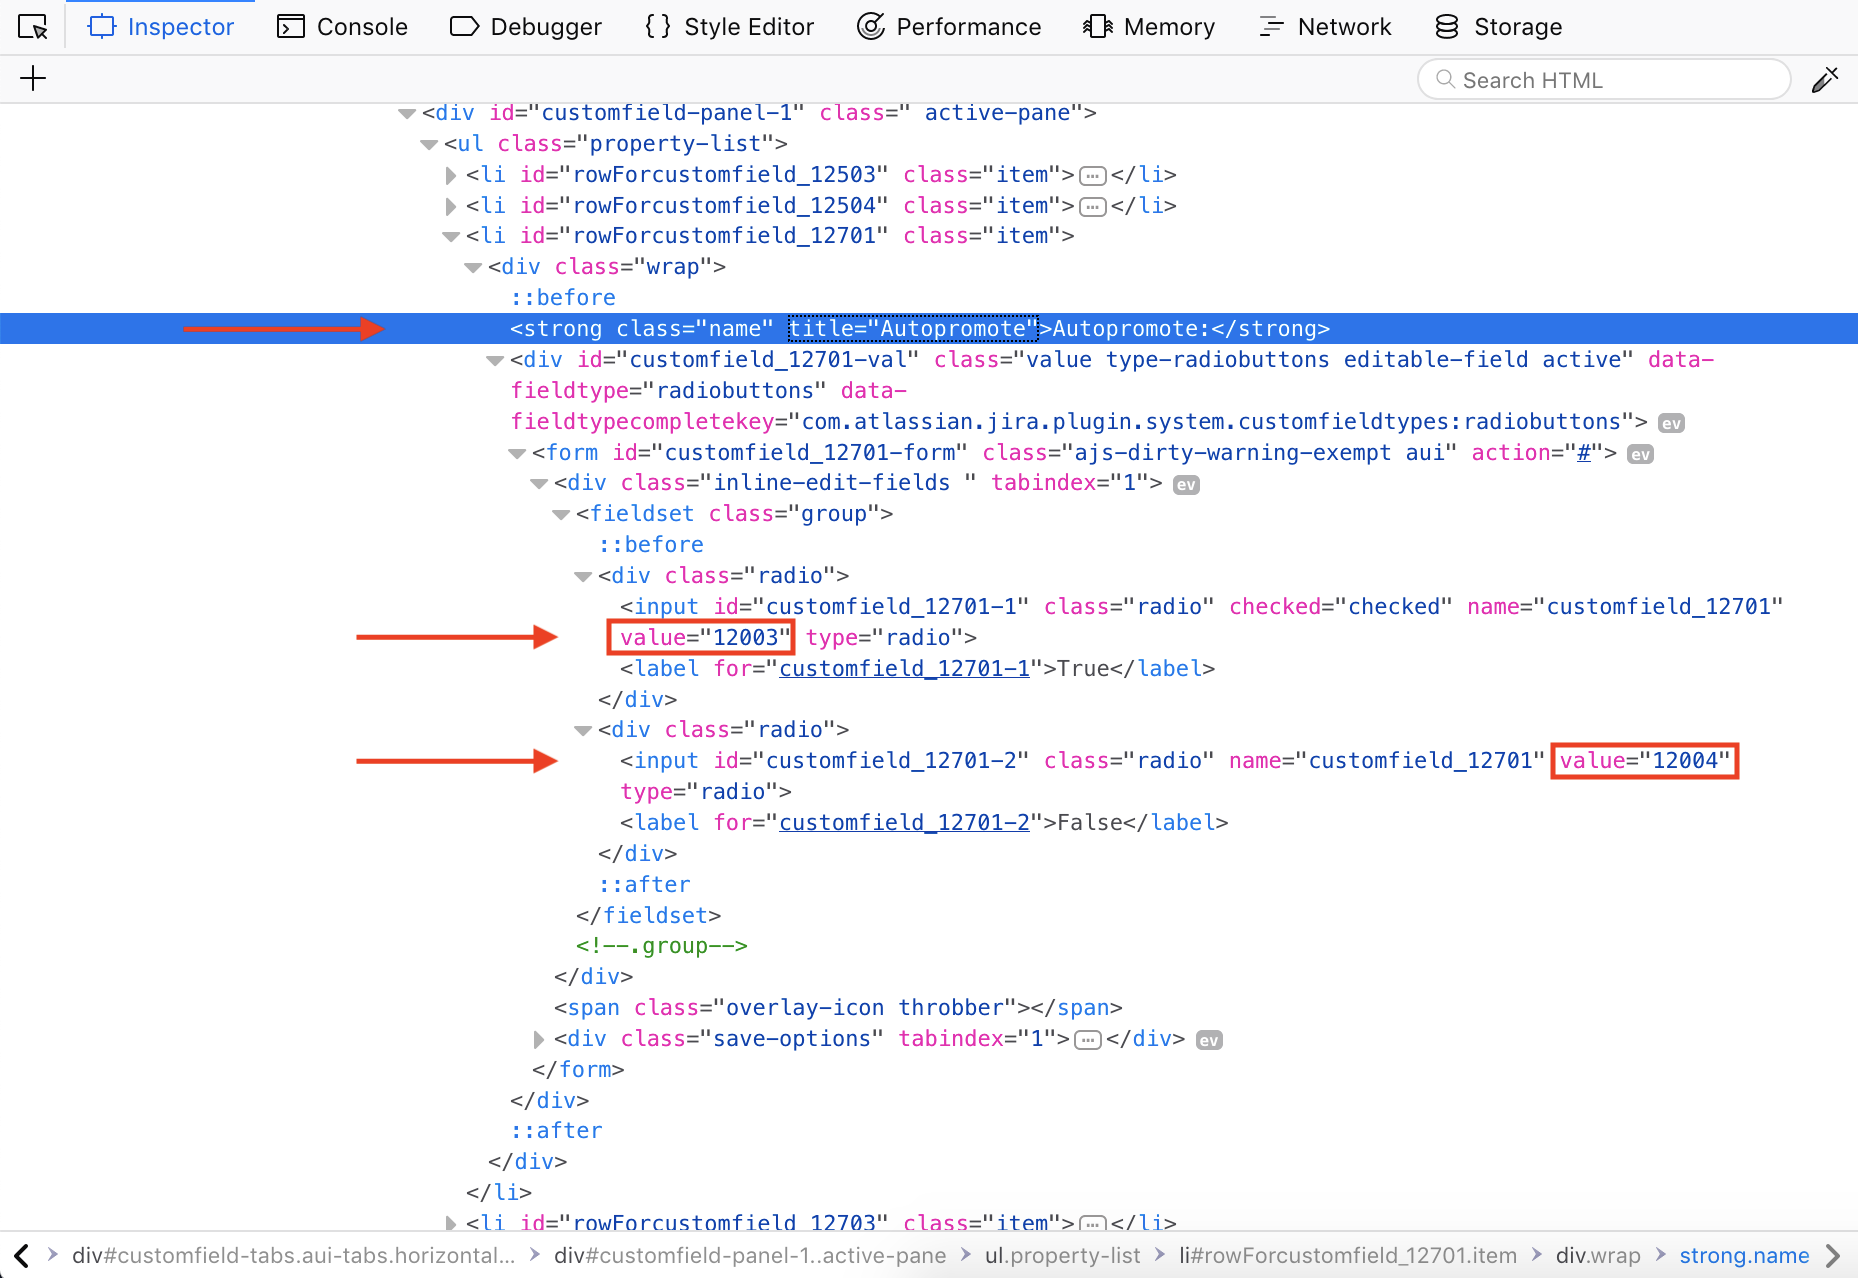 Inspector Console Debugger {} Style Editor Performance Memory Network Storage
+ Search HTML
<div id="customfield-panel-1" class=" active-pane">
<ul class="property-list">
<li id="rowForcustomfield_12503" class="item">…</li>
<li id="rowForcustomfield_12504" class="item">…</li>
<li id="rowForcustomfield_12701" class="item">
<div class="wrap">
::before
<strong class="name" title="Autopromote">Autopromote:</strong>
<div id="customfield_12701-val" class="value type-radiobuttons editable-field active" data-
fieldtype="radiobuttons" data-
fieldtypecompletekey="com.atlassian.jira.plugin.system.customfieldtypes:radiobuttons"> ev
<form id="customfield_12701-form" class="ajs-dirty-warning-exempt aui" action="#"> ev
<div class="inline-edit-fields " tabindex="1"> ev
<fieldset class="group">
::before
<div class="radio">
<input id="customfield_12701-1" class="radio" checked="checked" name="customfield_12701"
value="12003" type="radio">
<label for="customfield_12701-1">True</label>
</div>
<div class="radio">
<input id="customfield_12701-2" class="radio" name="customfield_12701" value="12004"
type="radio">
<label for="customfield_12701-2">False</label>
</div>
::after
</fieldset>
<!--.group-->
</div>
<span class="overlay-icon throbber"></span>
<div class="save-options" tabindex="1">…</div> ev
</form>
</div>
::after
</div>
</li>
<li id="rowForcustomfield_12703" class="item">…</li>
div#customfield-tabs.aui-tabs.horizontal… div#customfield-panel-1..active-pane ul.property-list li#rowForcustomfield_12701.item div.wrap strong.name